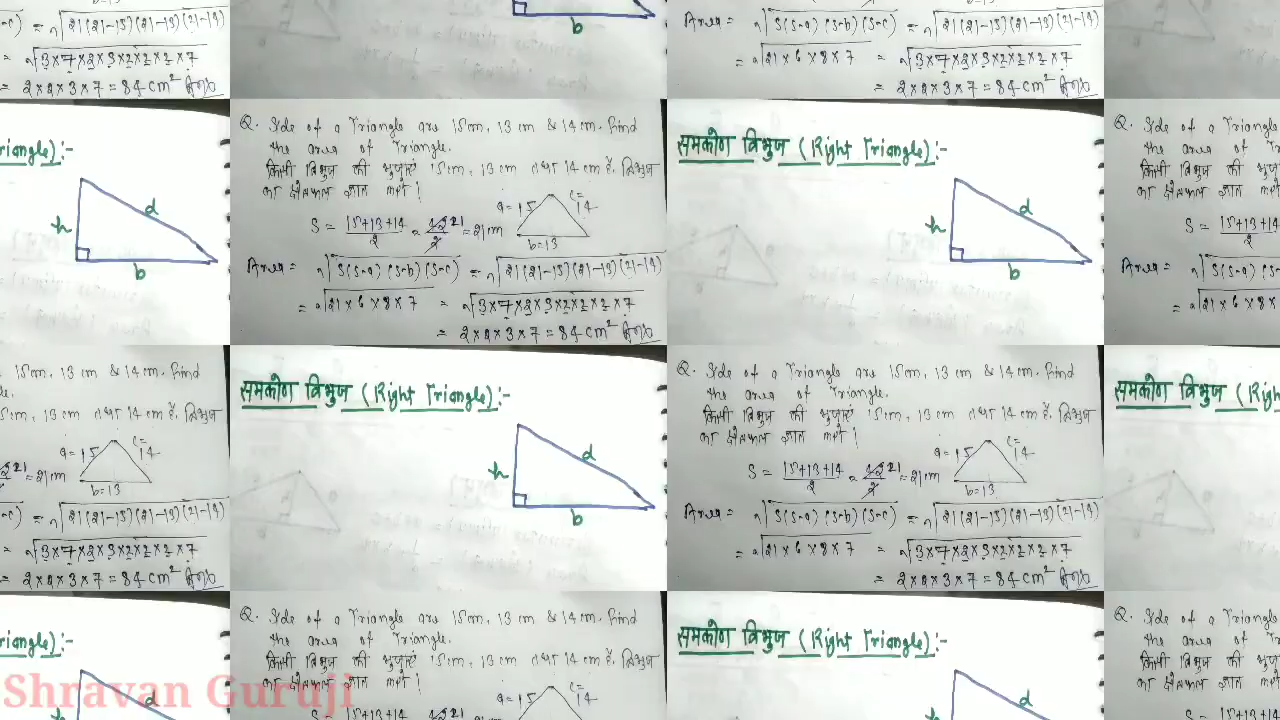 Q. Side of a Triangle are 15cm, 13 cm & 14 cm. Find
the area of Triangle.
किसी त्रिभुज की भुजाएं 15cm, 13 cm तथा 14 cm हैं, त्रिभुज
का क्षेत्रफल ज्ञात करो!
a = 15 c = 14
b = 13
S = 15+13+14/2 = 42 21/2 = 21cm
Area = √S(S-a)(S-b)(S-c) = √21(21-15)(21-13)(21-14)
= √21×6×8×7 = √3×7×2×3×2×2×2×7
= 2×2×3×7 = 84 cm² Ans
समकोण त्रिभुज (Right Triangle):-
h d
b
Shravan Guruji